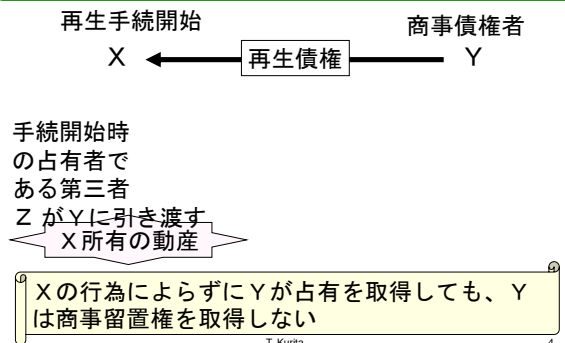 再生手続開始
商事債権者
X
再生債権
Y
手続開始時
の占有者で
ある第三者
Z がYに引き渡す
X所有の動産
Xの行為によらずにYが占有を取得しても、Y
は商事留置権を取得しない
T. Kurita
4